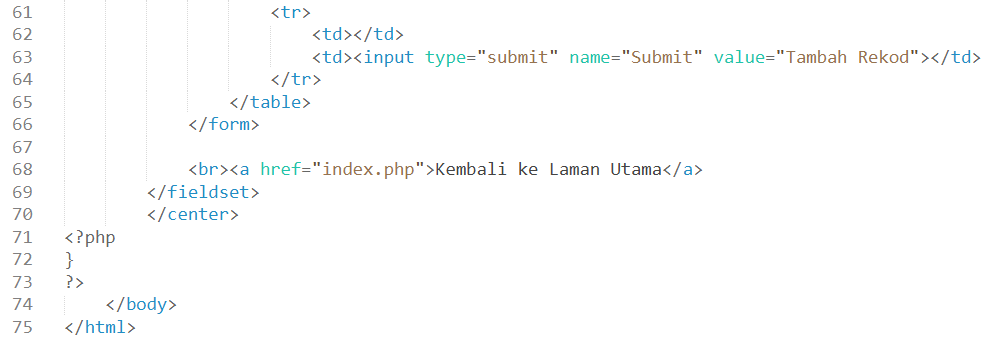 61                    <tr>
62                        <td></td>
63                        <td><input type="submit" name="Submit" value="Tambah Rekod"></td>
64                    </tr>
65                </table>
66            </form>
67
68            <br><a href="index.php">Kembali ke Laman Utama</a>
69        </fieldset>
70        </center>
71 <?php
72 }
73 ?>
74     </body>
75 </html>